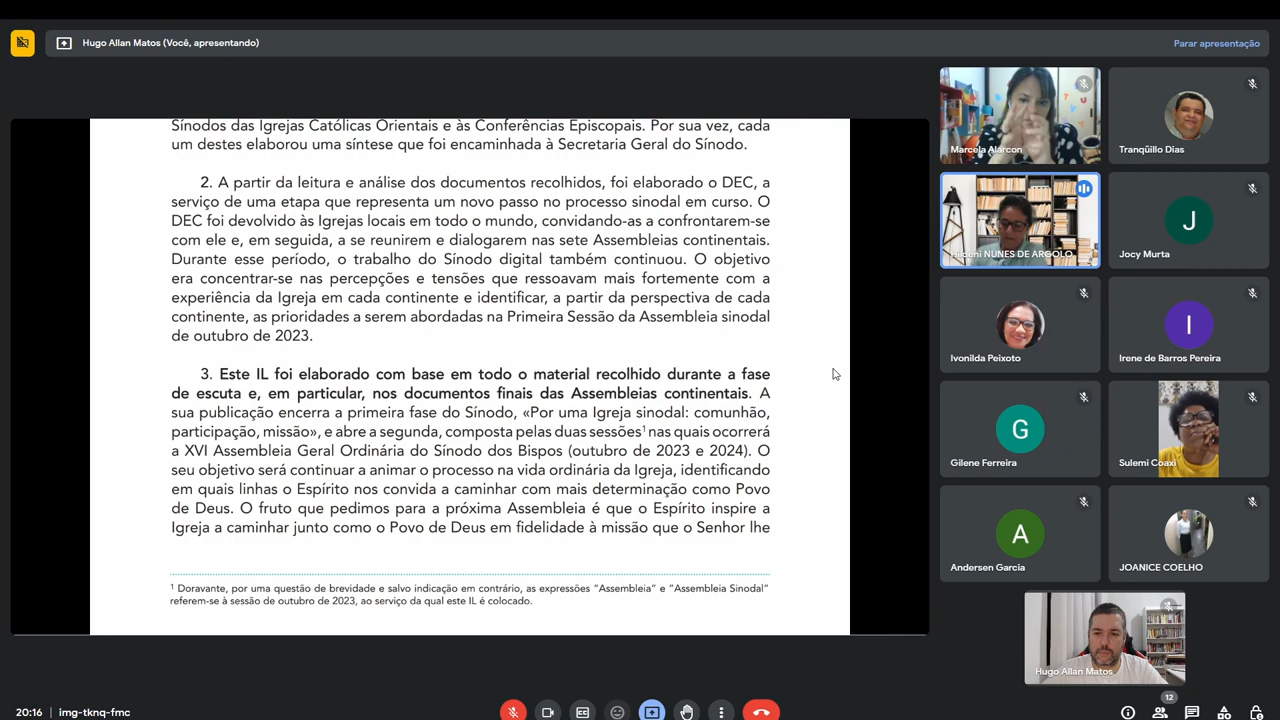 Hugo Allan Matos (Você, apresentando)
Parar apresentação
Sínodos das Igrejas Católicas Orientais e às Conferências Episcopais. Por sua vez, cada
um destes elaborou uma síntese que foi encaminhada à Secretaria Geral do Sínodo.
2. A partir da leitura e análise dos documentos recolhidos, foi elaborado o DEC, a
serviço de uma etapa que representa um novo passo no processo sinodal em curso. O
DEC foi devolvido às Igrejas locais em todo o mundo, convidando-as a confrontarem-se
com ele e, em seguida, a se reunirem e dialogarem nas sete Assembleias continentais.
Durante esse período, o trabalho do Sínodo digital também continuou. O objetivo
era concentrar-se nas percepções e tensões que ressoavam mais fortemente com a
experiência da Igreja em cada continente e identificar, a partir da perspectiva de cada
continente, as prioridades a serem abordadas na Primeira Sessão da Assembleia sinodal
de outubro de 2023.
3. Este IL foi elaborado com base em todo o material recolhido durante a fase
de escuta e, em particular, nos documentos finais das Assembleias continentais. A
sua publicação encerra a primeira fase do Sínodo, «Por uma Igreja sinodal: comunhão,
participação, missão», e abre a segunda, composta pelas duas sessões¹ nas quais ocorrerá
a XVI Assembleia Geral Ordinária do Sínodo dos Bispos (outubro de 2023 e 2024). O
seu objetivo será continuar a animar o processo na vida ordinária da Igreja, identificando
em quais linhas o Espírito nos convida a caminhar com mais determinação como Povo
de Deus. O fruto que pedimos para a próxima Assembleia é que o Espírito inspire a
Igreja a caminhar junto como o Povo de Deus em fidelidade à missão que o Senhor lhe
¹ Doravante, por uma questão de brevidade e salvo indicação em contrário, as expressões "Assembleia" e "Assembleia Sinodal"
referem-se à sessão de outubro de 2023, ao serviço da qual este IL é colocado.
Marcela Alarcon
Tranqüillo Dias
Hildeni NUNES DE ARGOLO
J
Jocy Murta
Ivonilda Peixoto
I
Irene de Barros Pereira
G
Gilene Ferreira
Sulemi Coaxi
A
Andersen Garcia
JOANICE COELHO
Hugo Allan Matos
20:16 | img-tknq-fmc
12